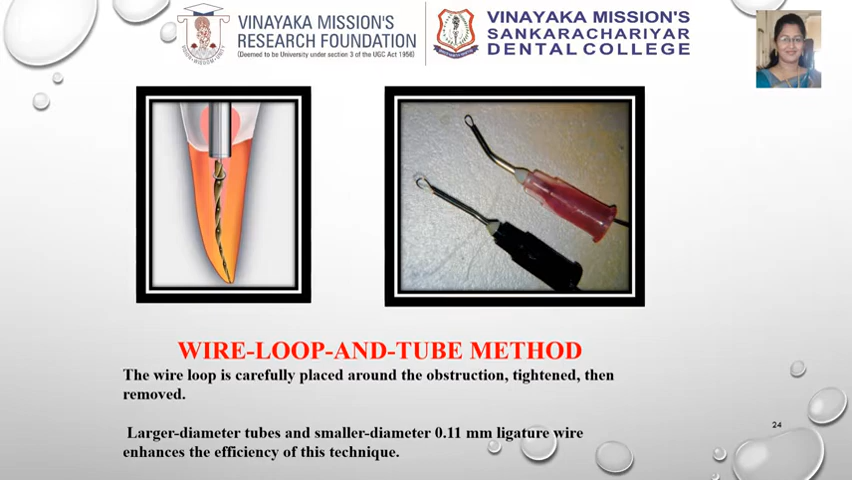 VINAYAKA MISSION'S
RESEARCH FOUNDATION
(Deemed to be University under section 3 of the UGC Act 1956)
VINAYAKA MISSION'S
SANKARACHARIYAR
DENTAL COLLEGE
WIRE-LOOP-AND-TUBE METHOD
The wire loop is carefully placed around the obstruction, tightened, then
removed.
Larger-diameter tubes and smaller-diameter 0.11 mm ligature wire
enhances the efficiency of this technique.
24